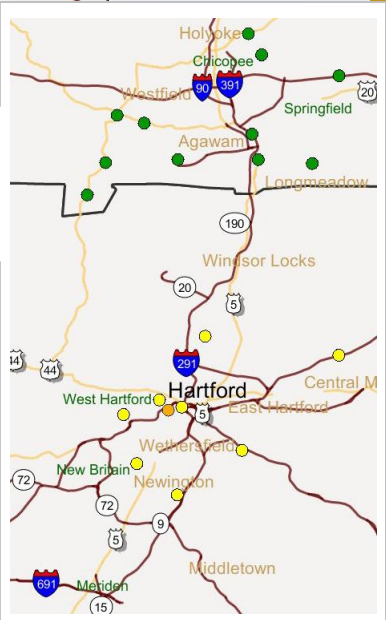 Holyoke
Chicopee
90
391
20
Westfield
Springfield
Agawam
Longmeadow
190
Windsor Locks
20
5
44
44
291
Hartford
Central M
West Hartford
5
East Hartford
Wethersfield
New Britain
72
Newington
72
9
5
Middletown
691
Meriden
15